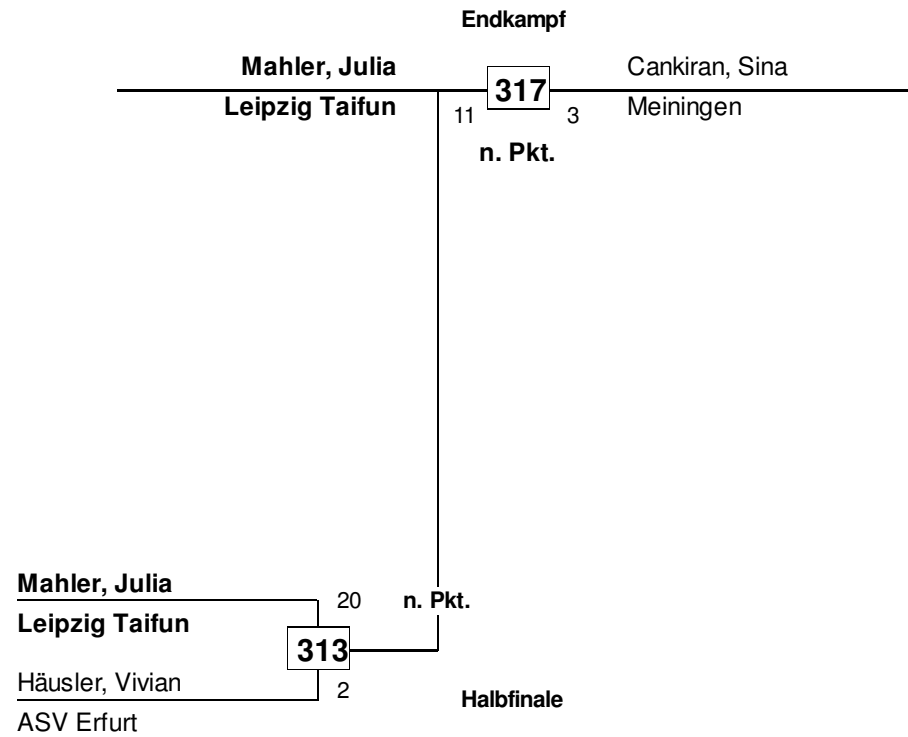 Endkampf
Mahler, Julia
317
Cankiran, Sina
Leipzig Taifun
11
3
Meiningen
n. Pkt.
Mahler, Julia
20
n. Pkt.
Leipzig Taifun
313
Häusler, Vivian
2
Halbfinale
ASV Erfurt